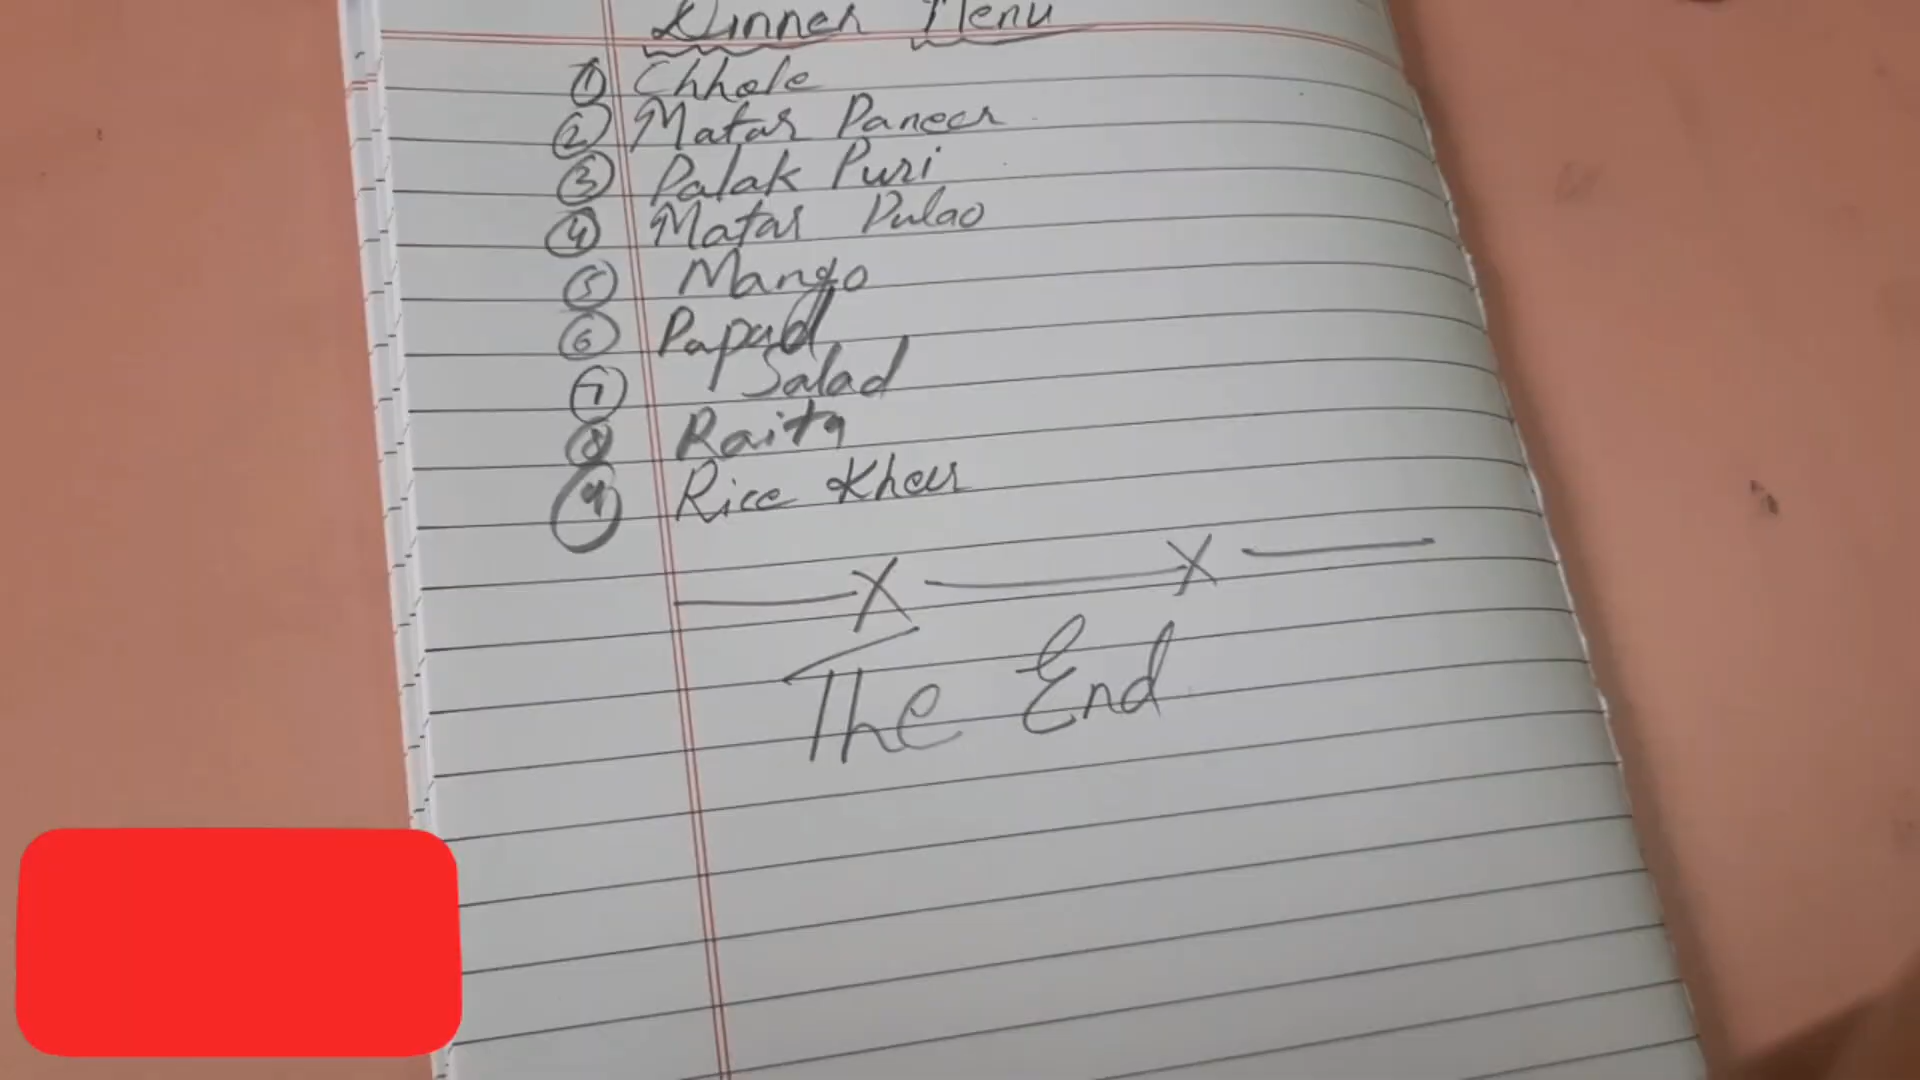 Dinner Menu
① Chhole
② Matar Paneer
③ Palak Puri
④ Matar Pulao
⑤ Mango
⑥ Papad
⑦ Salad
⑧ Raita
⑨ Rice Kheer
The End